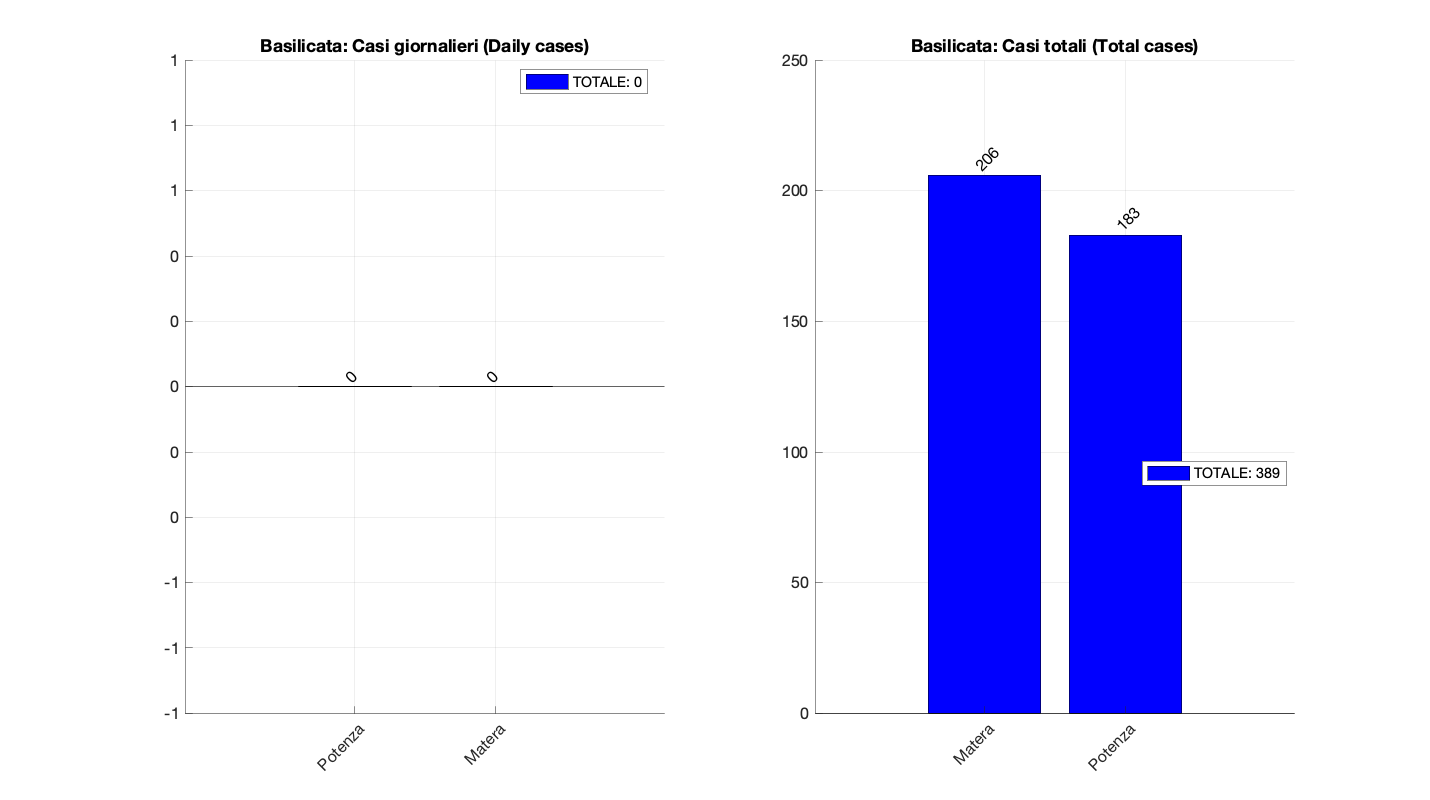 Basilicata: Casi giornalieri (Daily cases)
TOTALE: 0
1
1
1
0
0
0
0
0
-1
-1
-1
0
0
Potenza
Matera
Basilicata: Casi totali (Total cases)
250
200
150
100
50
0
206
183
TOTALE: 389
Matera
Potenza